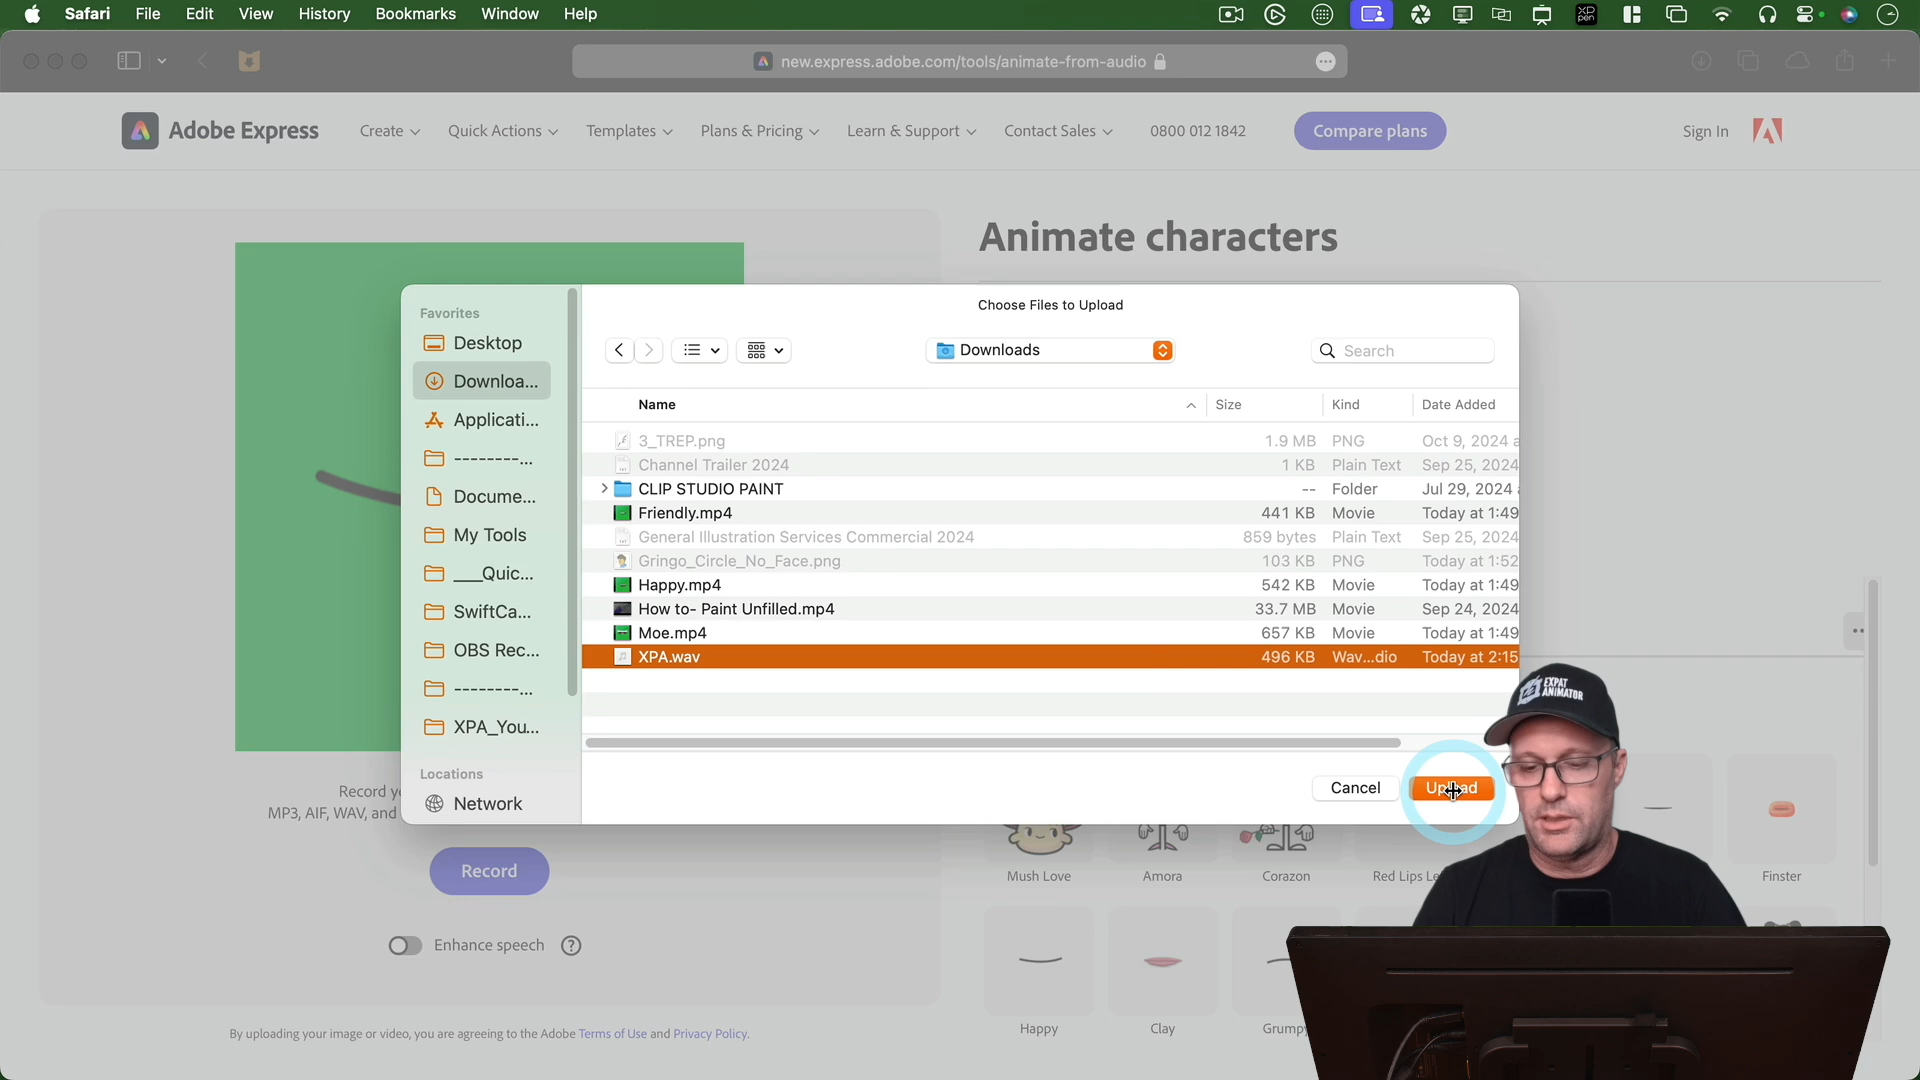 Safari File Edit View History Bookmarks Window Help
new.express.adobe.com/tools/animate-from-audio
Adobe Express Create Quick Actions Templates Plans & Pricing Learn & Support Contact Sales 0800 012 1842 Compare plans Sign In
Animate characters
Choose Files to Upload
Favorites
Desktop
Downloa...
Applicati...
--------...
Docume...
My Tools
___Quic...
SwiftCa...
OBS Rec...
--------...
XPA_You...
Locations
Network
Downloads
Search
Name Size Kind Date Added
3_TREP.png 1.9 MB PNG Oct 9, 2024 a
Channel Trailer 2024 1 KB Plain Text Sep 25, 2024
CLIP STUDIO PAINT -- Folder Jul 29, 2024
Friendly.mp4 441 KB Movie Today at 1:49
General Illustration Services Commercial 2024 859 bytes Plain Text Sep 25, 2024
Gringo_Circle_No_Face.png 103 KB PNG Today at 1:52
Happy.mp4 542 KB Movie Today at 1:49
How to- Paint Unfilled.mp4 33.7 MB Movie Sep 24, 2024
Moe.mp4 657 KB Movie Today at 1:49
XPA.wav 496 KB Wav...dio Today at 2:15
Cancel Upload
EXPAT
ANIMATOR
Record
MP3, AIF, WAV, and
Record
Enhance speech
Mush Love Amora Corazon Red Lips Finster
Happy Clay Grumpy
By uploading your image or video, you are agreeing to the Adobe Terms of Use and Privacy Policy.